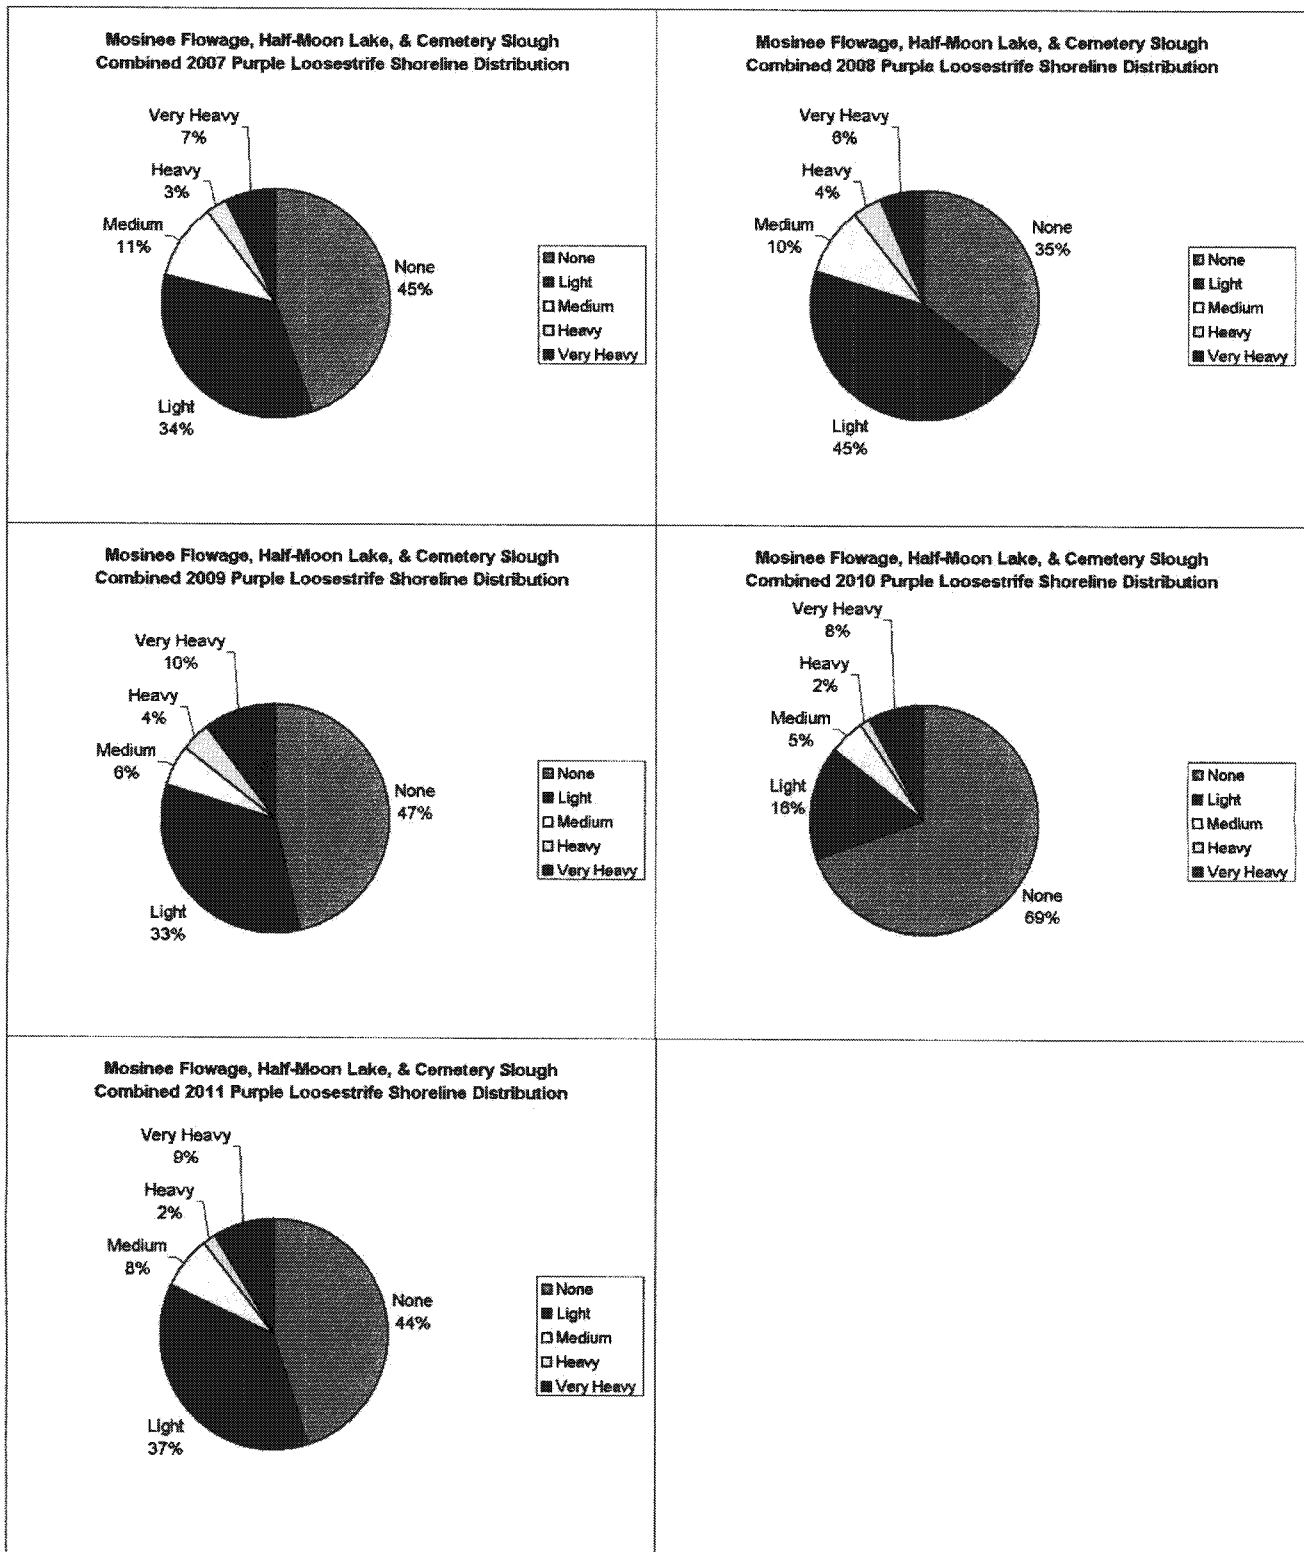 Mosinee Flowage, Half-Moon Lake, & Cemetery Slough
Combined 2007 Purple Loosestrife Shoreline Distribution
Very Heavy
7%
Heavy
3%
Medium
11%
None
45%
Light
34%
None
Light
Medium
Heavy
Very Heavy
Mosinee Flowage, Half-Moon Lake, & Cemetery Slough
Combined 2008 Purple Loosestrife Shoreline Distribution
Very Heavy
6%
Heavy
4%
Medium
10%
None
35%
Light
45%
None
Light
Medium
Heavy
Very Heavy
Mosinee Flowage, Half-Moon Lake, & Cemetery Slough
Combined 2009 Purple Loosestrife Shoreline Distribution
Very Heavy
10%
Heavy
4%
Medium
6%
None
47%
Light
33%
None
Light
Medium
Heavy
Very Heavy
Mosinee Flowage, Half-Moon Lake, & Cemetery Slough
Combined 2010 Purple Loosestrife Shoreline Distribution
Very Heavy
8%
Heavy
2%
Medium
5%
Light
16%
None
69%
None
Light
Medium
Heavy
Very Heavy
Mosinee Flowage, Half-Moon Lake, & Cemetery Slough
Combined 2011 Purple Loosestrife Shoreline Distribution
Very Heavy
9%
Heavy
2%
Medium
8%
None
44%
Light
37%
None
Light
Medium
Heavy
Very Heavy